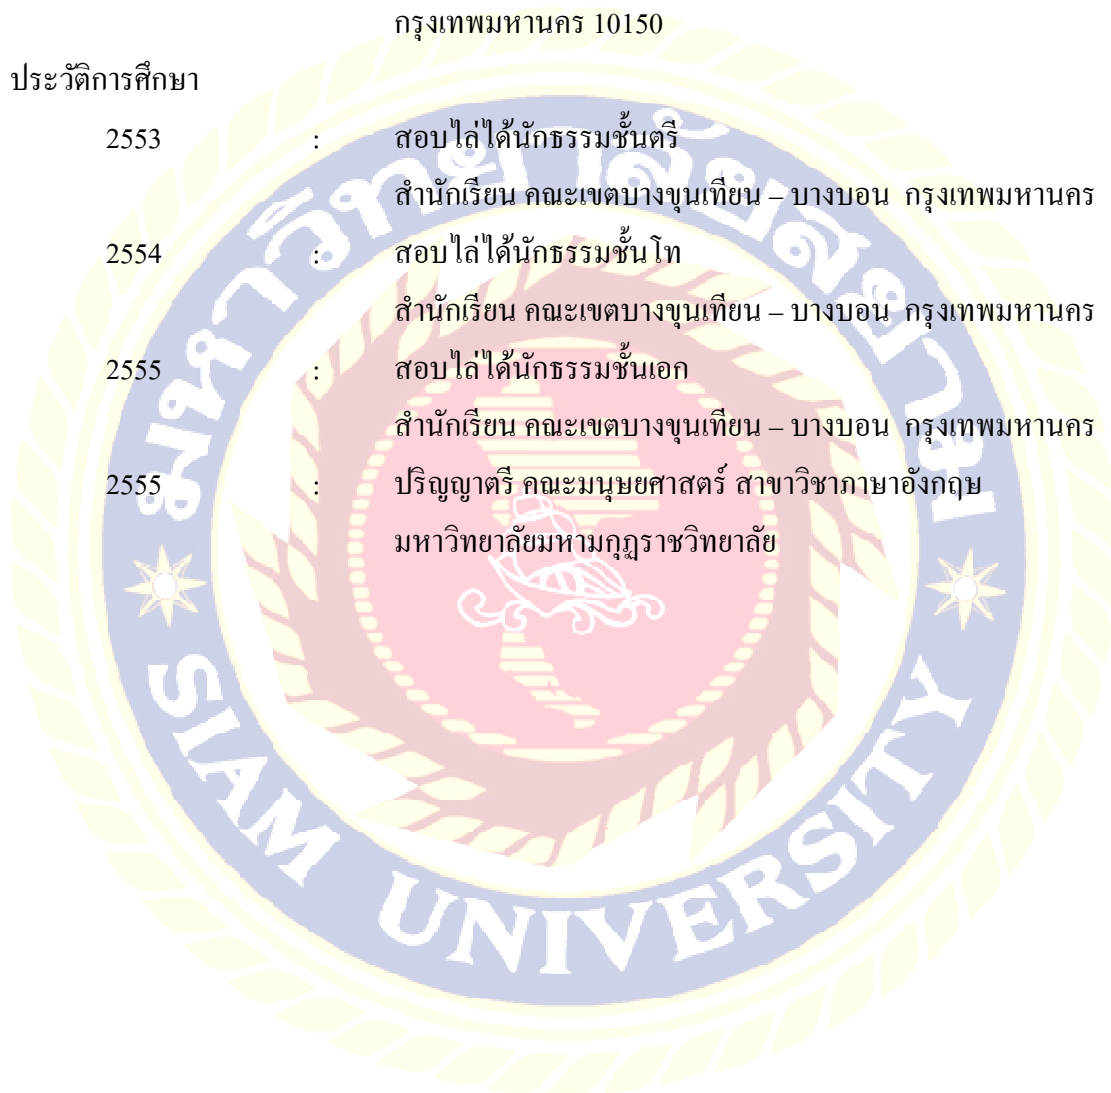 กรุงเทพมหานคร 10150
ประวัติการศึกษา
2553 : สอบไล่ได้นักธรรมชั้นตรี
สำนักเรียน คณะเขตบางขุนเทียน – บางบอน กรุงเทพมหานคร
2554 : สอบไล่ได้นักธรรมชั้นโท
สำนักเรียน คณะเขตบางขุนเทียน – บางบอน กรุงเทพมหานคร
2555 : สอบไล่ได้นักธรรมชั้นเอก
สำนักเรียน คณะเขตบางขุนเทียน – บางบอน กรุงเทพมหานคร
2555 : ปริญญาตรี คณะมนุษยศาสตร์ สาขาวิชาภาษาอังกฤษ
มหาวิทยาลัยมหามกุฏราชวิทยาลัย
มหาวิทยาลัยสยาม
SIAM UNIVERSITY